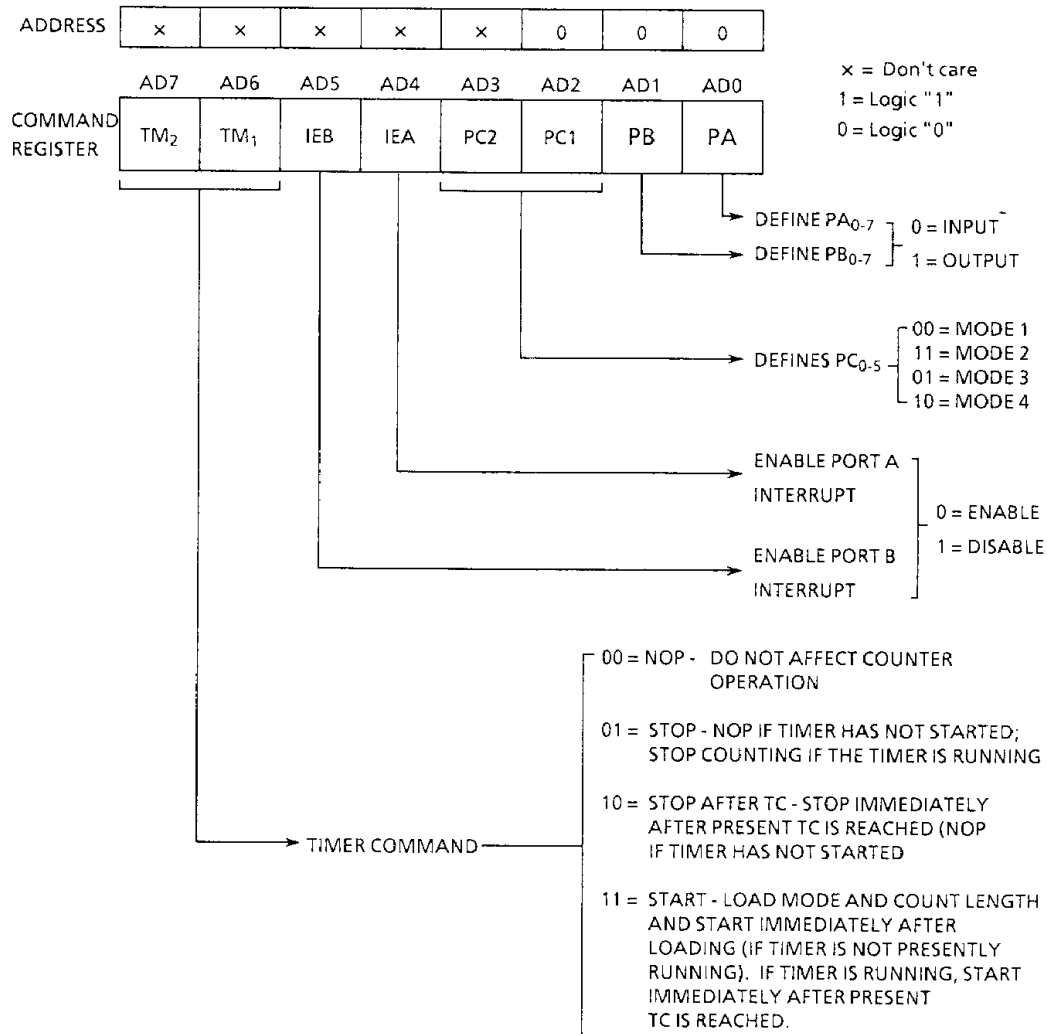 ADDRESS × × × × × 0 0 0
× = Don't care
1 = Logic "1"
0 = Logic "0"
AD7 AD6 AD5 AD4 AD3 AD2 AD1 AD0
COMMAND
REGISTER
TM₂ TM₁ IEB IEA PC2 PC1 PB PA
DEFINE PA₀₋₇
DEFINE PB₀₋₇
0 = INPUT
1 = OUTPUT
DEFINES PC₀₋₅
00 = MODE 1
11 = MODE 2
01 = MODE 3
10 = MODE 4
ENABLE PORT A
INTERRUPT
ENABLE PORT B
INTERRUPT
0 = ENABLE
1 = DISABLE
TIMER COMMAND
00 = NOP - DO NOT AFFECT COUNTER
OPERATION
01 = STOP - NOP IF TIMER HAS NOT STARTED;
STOP COUNTING IF THE TIMER IS RUNNING
10 = STOP AFTER TC - STOP IMMEDIATELY
AFTER PRESENT TC IS REACHED (NOP
IF TIMER HAS NOT STARTED
11 = START - LOAD MODE AND COUNT LENGTH
AND START IMMEDIATELY AFTER
LOADING (IF TIMER IS NOT PRESENTLY
RUNNING). IF TIMER IS RUNNING, START
IMMEDIATELY AFTER PRESENT
TC IS REACHED.